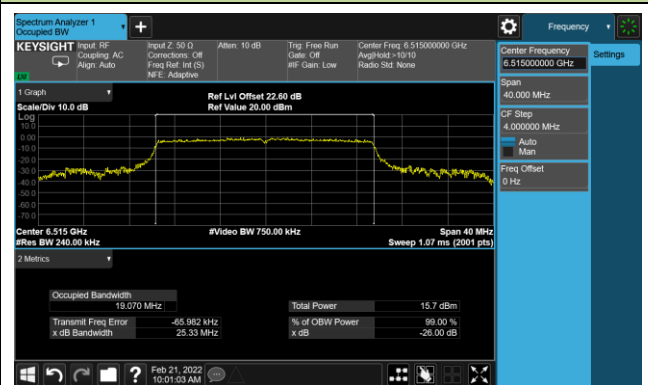 Spectrum Analyzer 1
Occupied BW
Frequency
KEYSIGHT
Input: RF
Coupling: AC
Align: Auto
Input Z: 50 Ω
Corrections: Off
Freq Ref: Int (S)
NFE: Adaptive
Atten: 10 dB
Trig: Free Run
Gate: Off
#IF Gain: Low
Center Freq: 6.515000000 GHz
Avg|Hold:>10/10
Radio Std: None
Center Frequency
6.515000000 GHz
Settings
Span
40.000 MHz
CF Step
4.000000 MHz
Auto
Man
Freq Offset
0 Hz
1 Graph
Scale/Div 10.0 dB
Ref Lvl Offset 22.60 dB
Ref Value 20.00 dBm
Log
10.0
0.00
-10.0
-20.0
-30.0
-40.0
-50.0
-60.0
-70.0
Center 6.515 GHz
#Res BW 240.00 kHz
#Video BW 750.00 kHz
Span 40 MHz
Sweep 1.07 ms (2001 pts)
2 Metrics
Occupied Bandwidth
19.070 MHz
Transmit Freq Error -65.982 kHz
x dB Bandwidth 25.33 MHz
Total Power 15.7 dBm
% of OBW Power 99.00 %
x dB -26.00 dB
?
Feb 21, 2022
10:01:03 AM